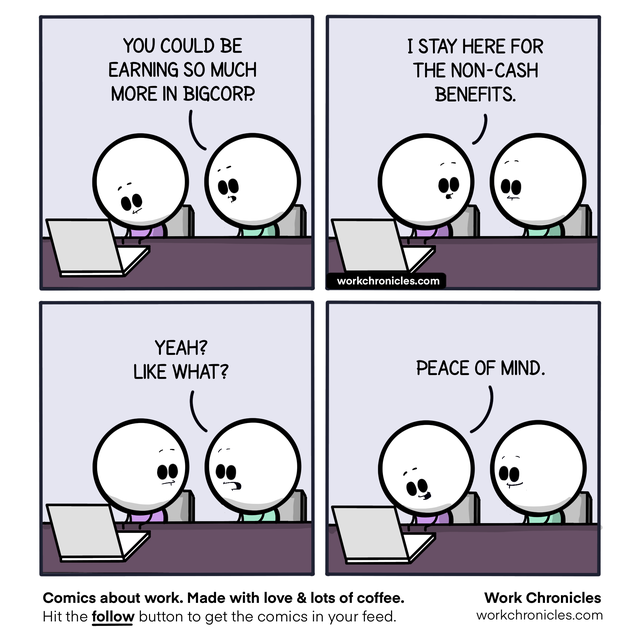 YOU COULD BE
EARNING SO MUCH
MORE IN BIGCORP.
I STAY HERE FOR
THE NON-CASH
BENEFITS.
workchronicles.com
YEAH?
LIKE WHAT?
PEACE OF MIND.
Comics about work. Made with love & lots of coffee.
Hit the follow button to get the comics in your feed.
Work Chronicles
workchronicles.com